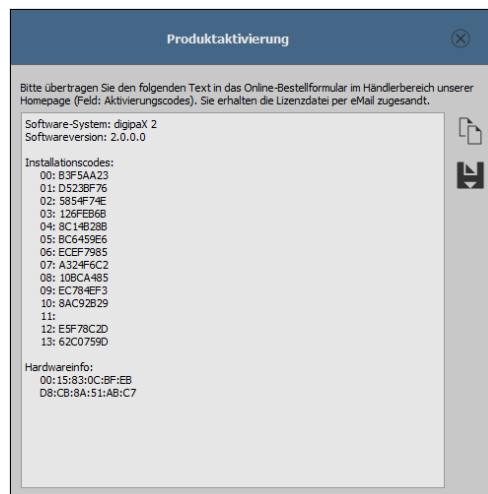 Produktaktivierung
Bitte übertragen Sie den folgenden Text in das Online-Bestellformular im Händlerbereich unserer
Homepage (Feld: Aktivierungscodes). Sie erhalten die Lizenzdatei per eMail zugesandt.
Software-System: digipaX 2
Softwareversion: 2.0.0.0
Installationscodes:
00: B3F5AA23
01: D523BF76
02: 5854F74E
03: 126FEB6B
04: 8C14B28B
05: BC6459E6
06: ECEF7985
07: A324F6C2
08: 10BCA485
09: EC784EF3
10: 8AC92B29
11:
12: E5F78C2D
13: 62C0759D
Hardwareinfo:
00:15:83:0C:BF:EB
D8:CB:8A:51:AB:C7